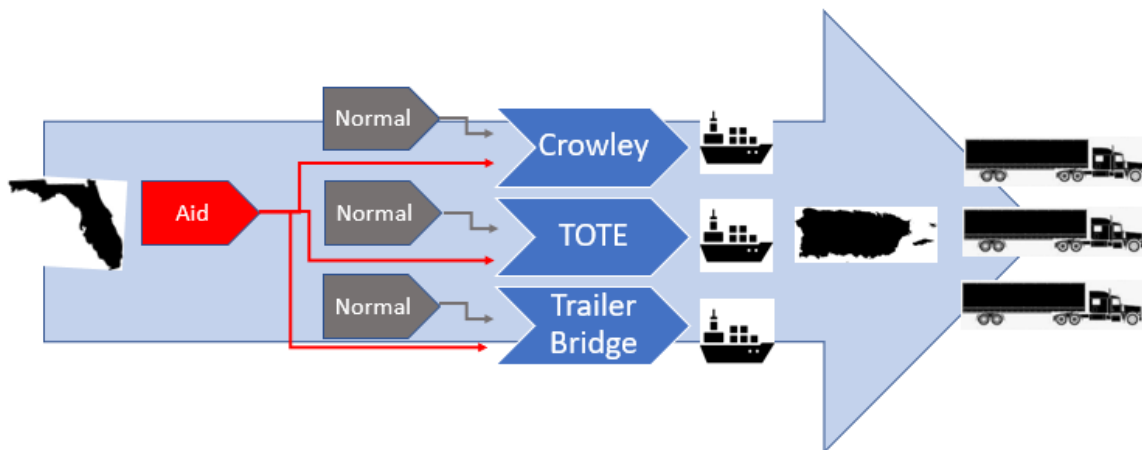 Normal
Crowley
Aid
Normal
TOTE
Normal
Trailer
Bridge